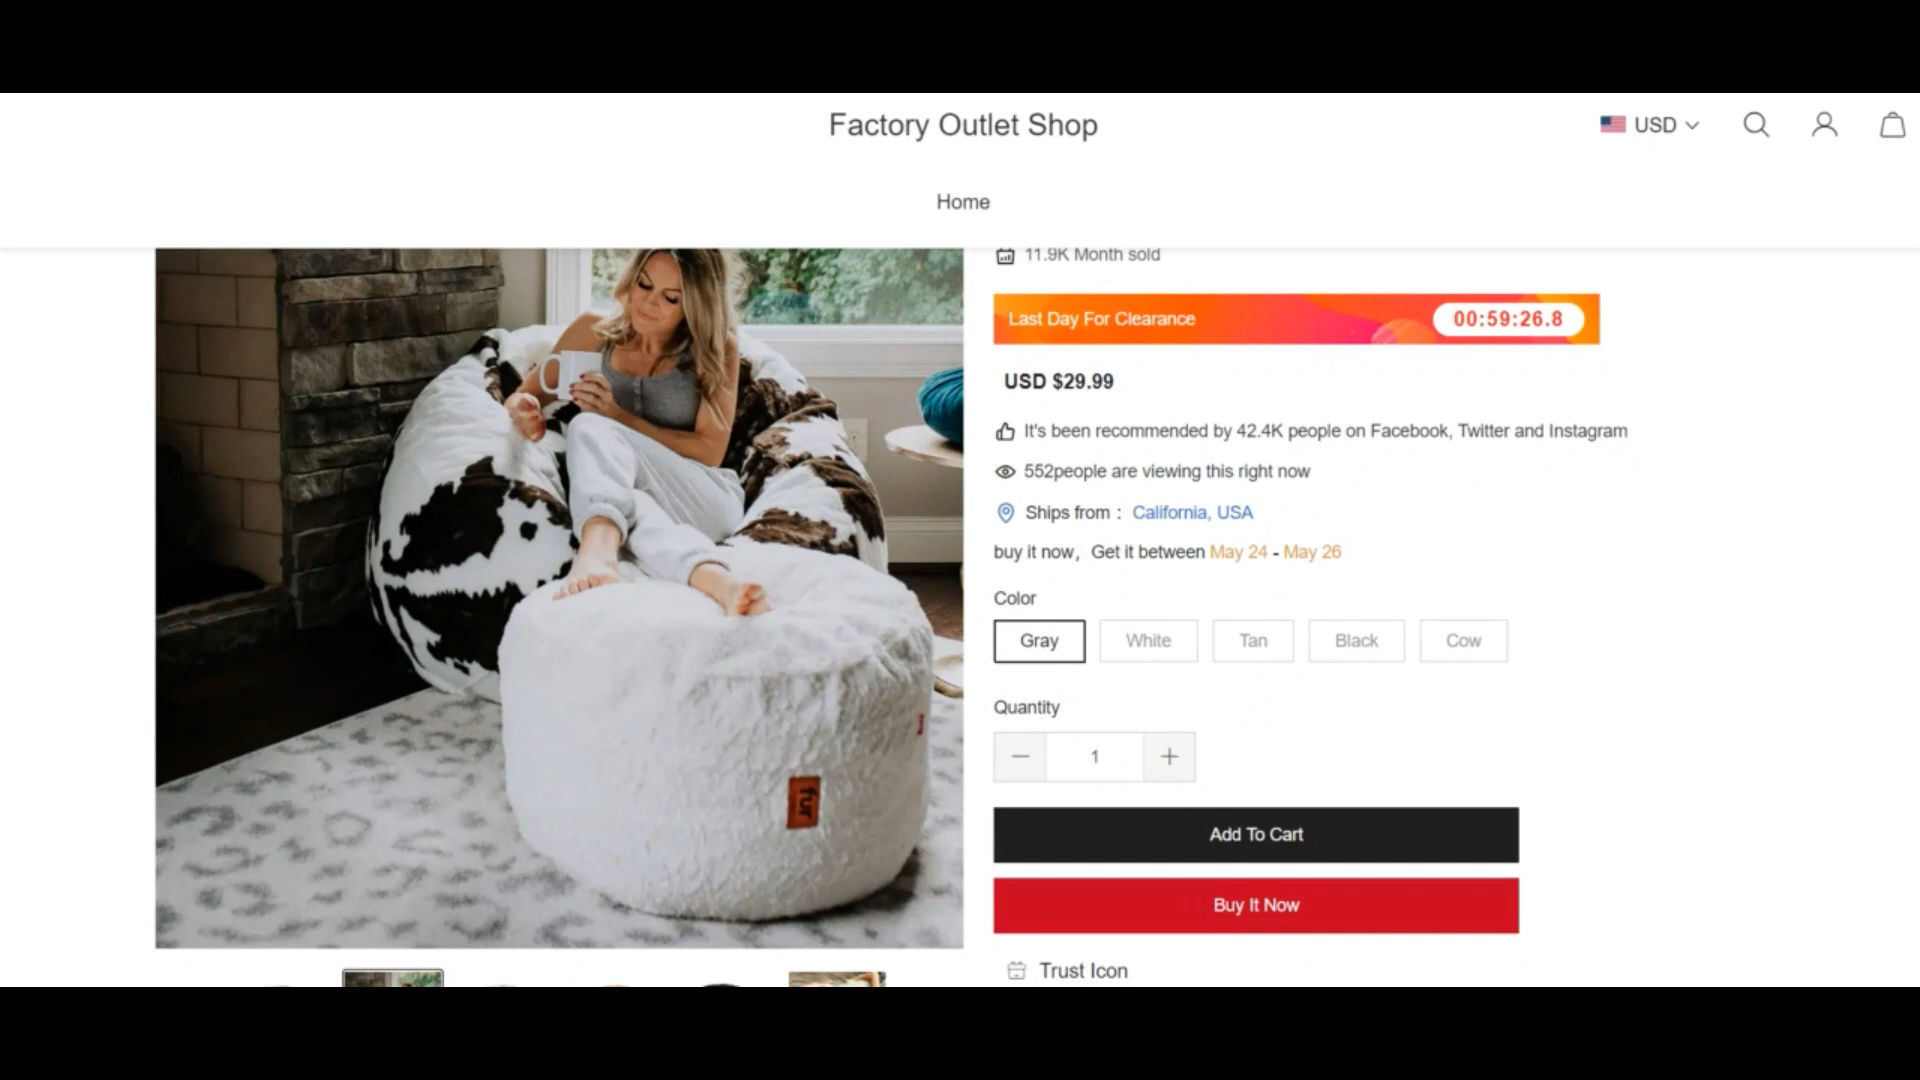 Factory Outlet Shop
USD
Home
11.9K Month sold
Last Day For Clearance
00:59:26.8
USD $29.99
It's been recommended by 42.4K people on Facebook, Twitter and Instagram
552people are viewing this right now
Ships from : California, USA
buy it now, Get it between May 24 - May 26
Color
Gray White Tan Black Cow
Quantity
1
Add To Cart
Buy It Now
Trust Icon
fur